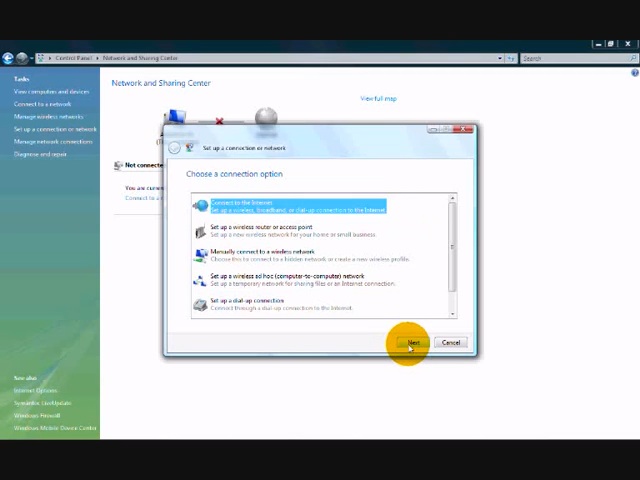 Control Panel
Network and Sharing Center
Search
Tasks
View computers and devices
Connect to a network
Manage wireless networks
Set up a connection or network
Manage network connections
Diagnose and repair
Network and Sharing Center
View full map
Not connecte
You are curren
Connect to a
Set up a connection or network
Choose a connection option
Connect to the Internet
Set up a wireless, broadband, or dial-up connection to the Internet.
Set up a wireless router or access point
Set up a new wireless network for your home or small business.
Manually connect to a wireless network
Choose this to connect to a hidden network or create a new wireless profile.
Set up a wireless ad hoc (computer-to-computer) network
Set up a temporary network for sharing files or an Internet connection.
Set up a dial-up connection
Connect through a dial-up connection to the Internet.
Next
Cancel
See also
Internet Options
Symantec LiveUpdate
Windows Firewall
Windows Mobile Device Center